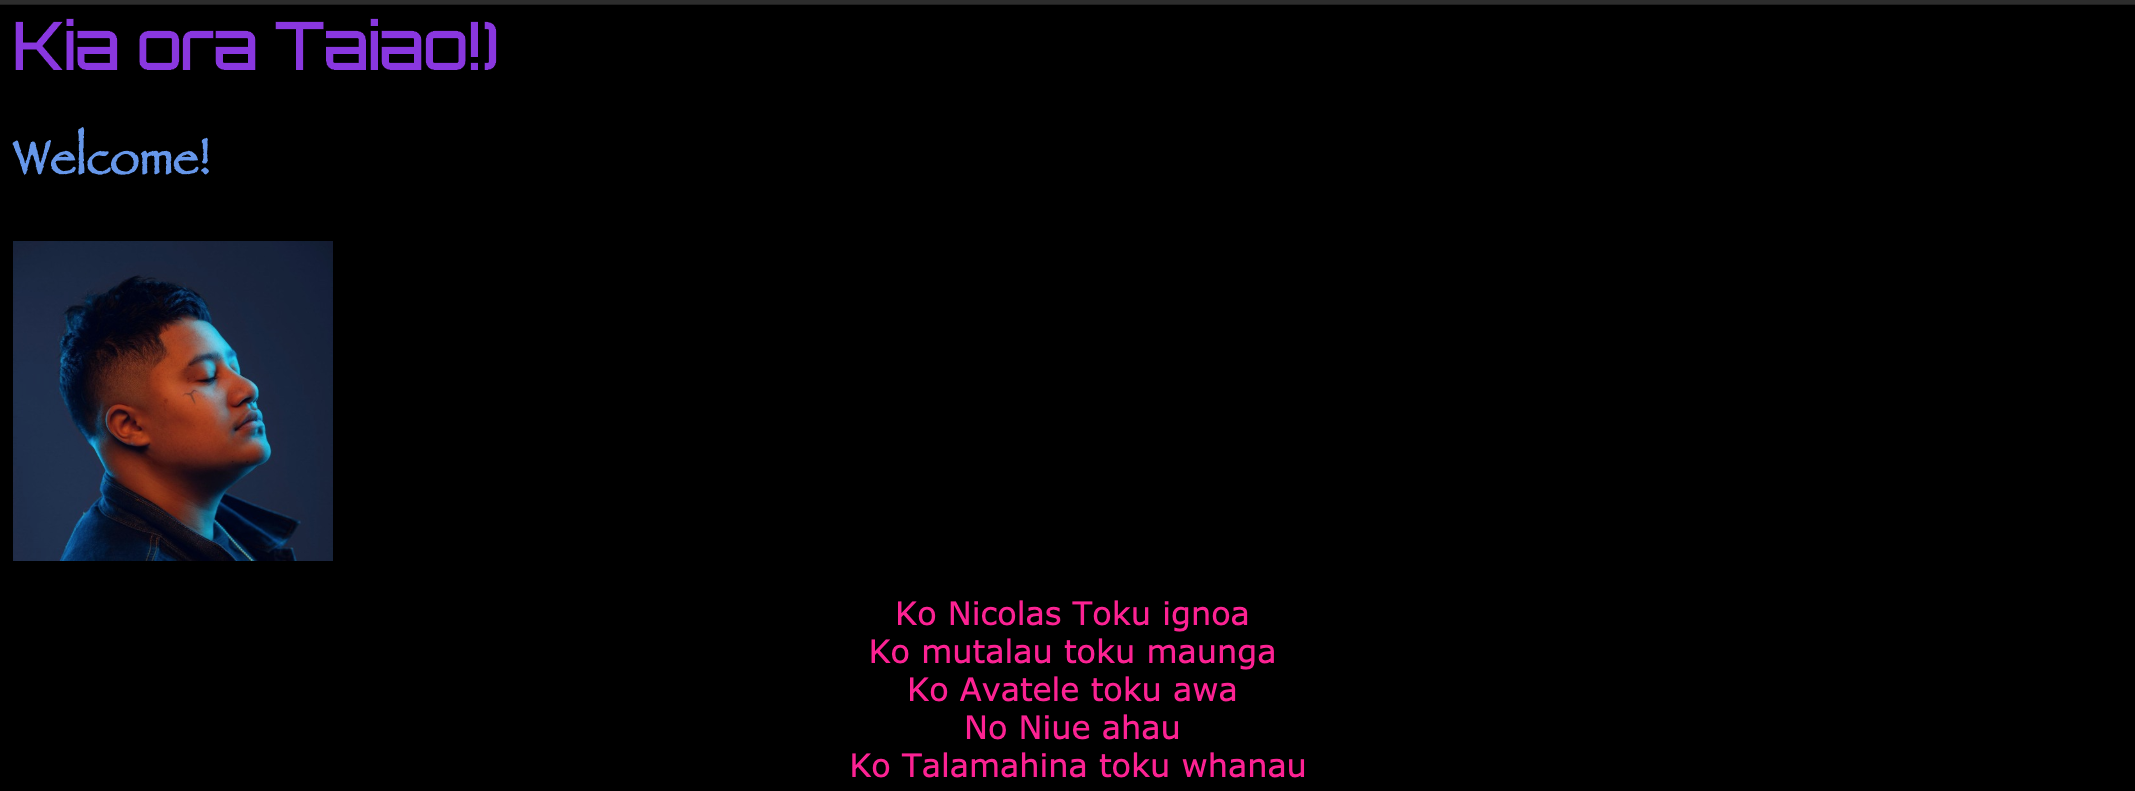 Kia ora Taiao!)
Welcome!
Ko Nicolas Toku ignoa
Ko mutalau toku maunga
Ko Avatele toku awa
No Niue ahau
Ko Talamahina toku whanau